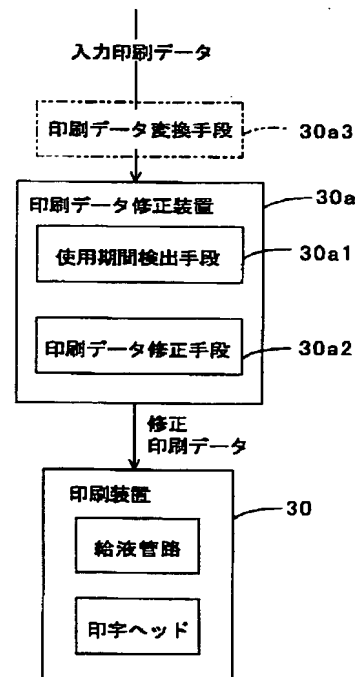 入力印刷データ
印刷データ変換手段
30a3
印刷データ修正装置
30a
使用期間検出手段
30a1
印刷データ修正手段
30a2
修正
印刷データ
印刷装置
30
給液管路
印字ヘッド